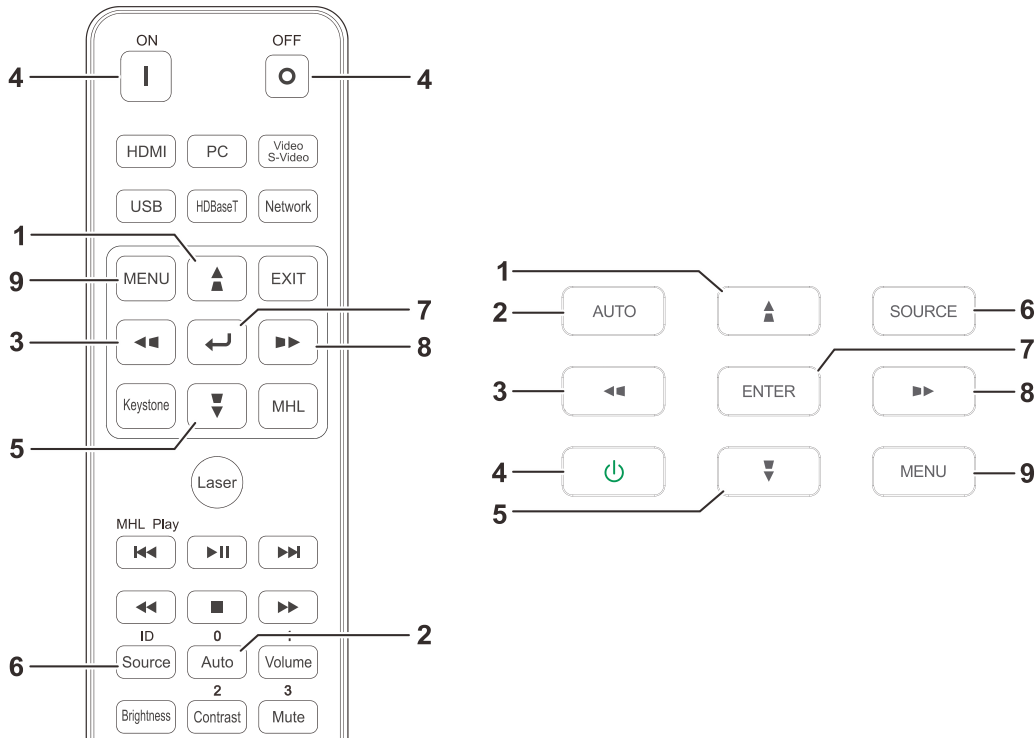 ON OFF
4 4
HDMI PC Video
S-Video
USB HDBaseT Network
1
9 MENU EXIT
7
3 8
Keystone MHL
5
Laser
MHL Play
ID 0
2
6 Source Auto Volume
2 3
Brightness Contrast Mute
1
2 AUTO SOURCE 6
7
3 ENTER 8
4 MENU 9
5